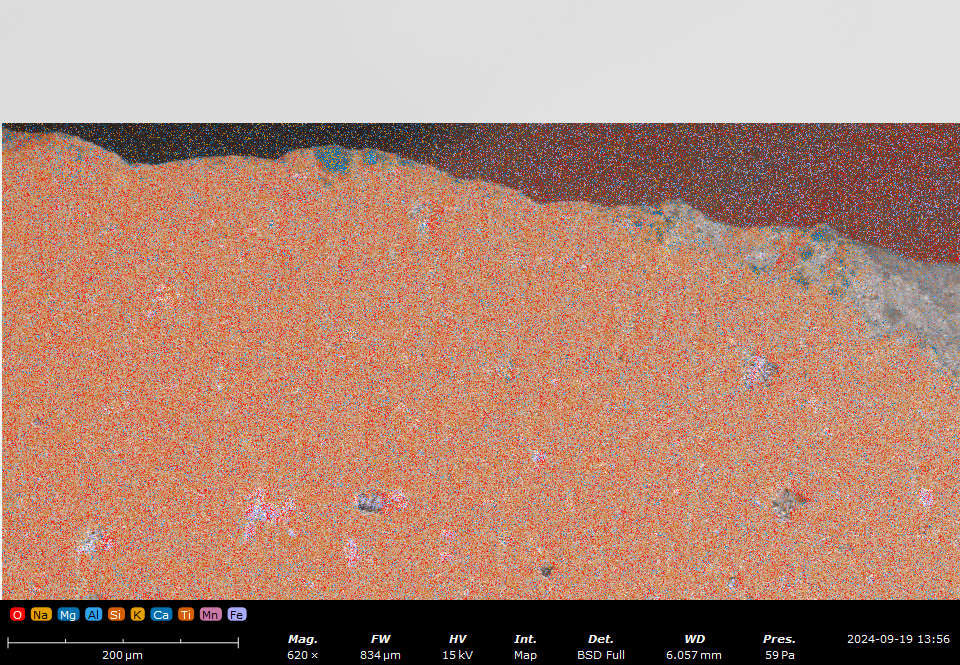 O Na Mg Al Si K Ca Ti Mn Fe
Mag. FW HV Int. Det. WD Pres. 2024-09-19 13:56
200 µm 620 × 834 µm 15 kV Map BSD Full 6.057 mm 59 Pa